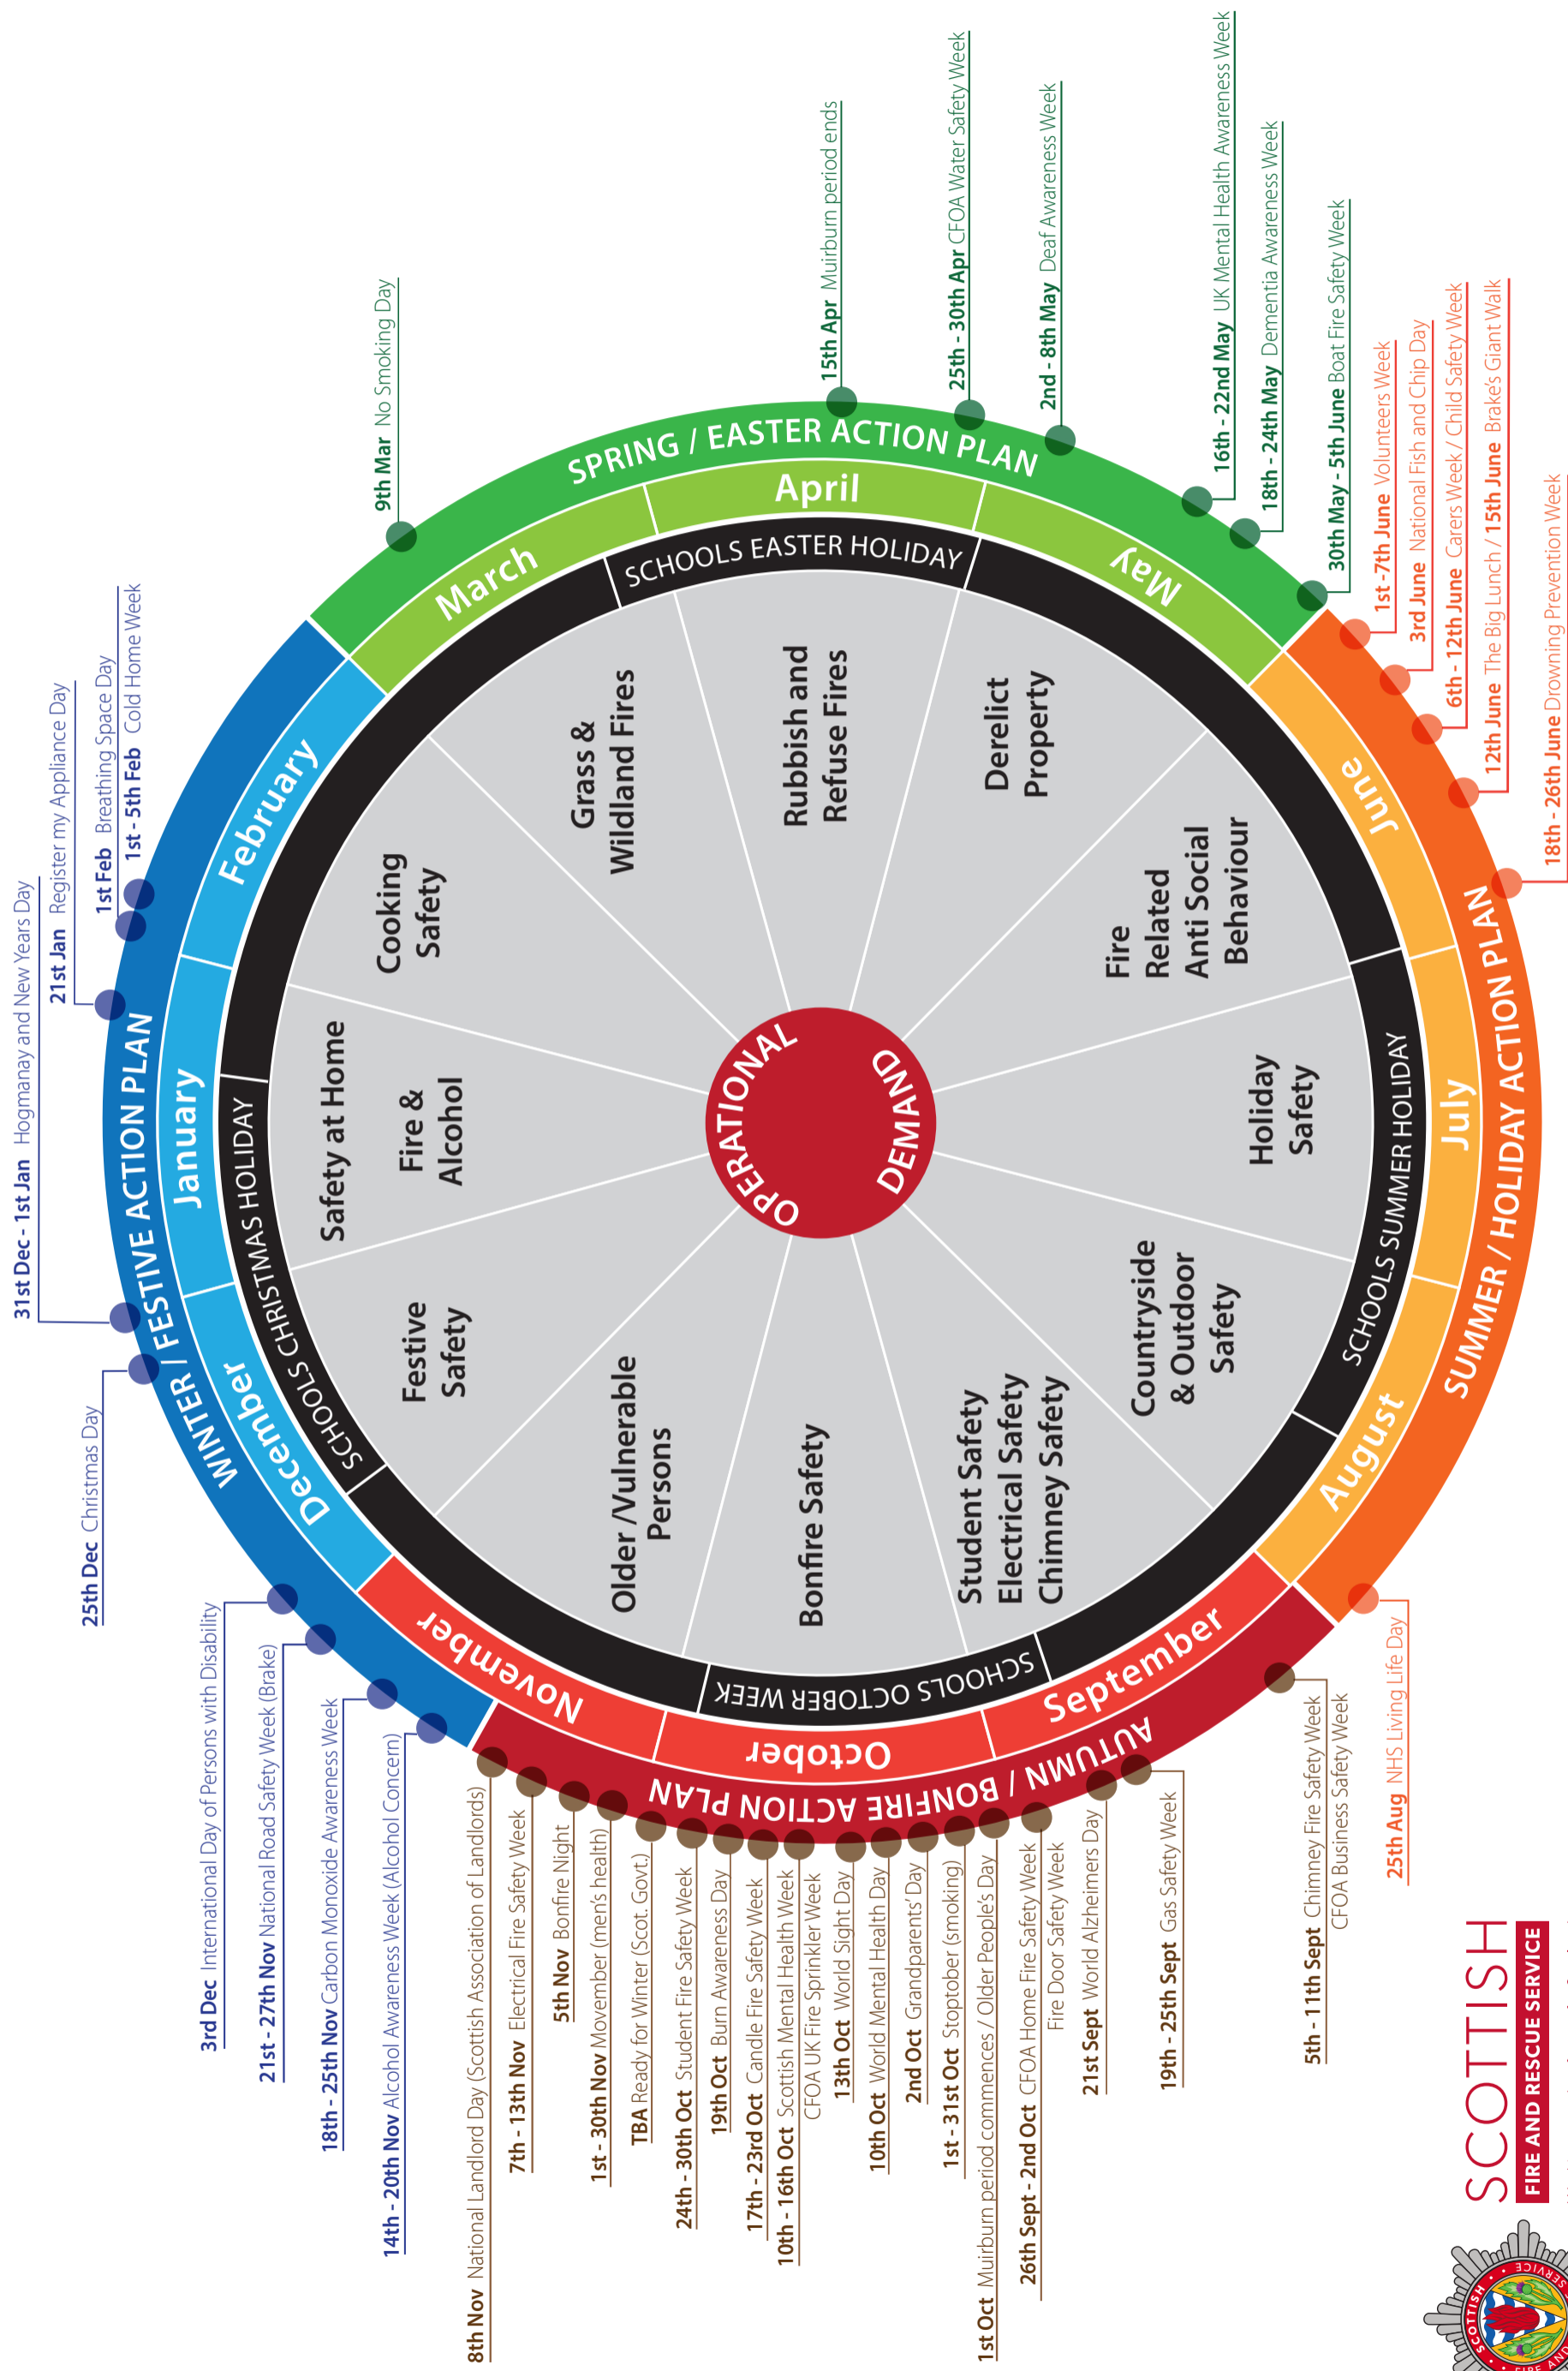 31st Dec - 1st Jan Hogmanay and New Years Day
21st Jan Register my Appliance Day
1st Feb Breathing Space Day
1st - 5th Feb Cold Home Week
25th Dec Christmas Day
3rd Dec International Day of Persons with Disability
21st - 27th Nov National Road Safety Week (Brake)
18th - 25th Nov Carbon Monoxide Awareness Week
14th - 20th Nov Alcohol Awareness Week (Alcohol Concern)
8th Nov National Landlord Day (Scottish Association of Landlords)
7th - 13th Nov Electrical Fire Safety Week
5th Nov Bonfire Night
1st - 30th Nov Movember (men's health)
TBA Ready for Winter (Scot. Govt.)
24th - 30th Oct Student Fire Safety Week
19th Oct Burn Awareness Day
17th - 23rd Oct Candle Fire Safety Week
10th - 16th Oct Scottish Mental Health Week
CFOA UK Fire Sprinkler Week
13th Oct World Sight Day
10th Oct World Mental Health Day
2nd Oct Grandparents' Day
1st - 31st Oct Stoptober (smoking)
1st Oct Muirburn period commences / Older People's Day
26th Sept - 2nd Oct CFOA Home Fire Safety Week
Fire Door Safety Week
21st Sept World Alzheimers Day
19th - 25th Sept Gas Safety Week
5th - 11th Sept Chimney Fire Safety Week
CFOA Business Safety Week
25th Aug NHS Living Life Day
9th Mar No Smoking Day
15th Apr Muirburn period ends
25th - 30th Apr CFOA Water Safety Week
2nd - 8th May Deaf Awareness Week
16th - 22nd May UK Mental Health Awareness Week
18th - 24th May Dementia Awareness Week
30th May - 5th June Boat Fire Safety Week
1st -7th June Volunteers Week
3rd June National Fish and Chip Day
6th - 12th June Carers Week / Child Safety Week
12th June The Big Lunch / 15th June Brake's Giant Walk
18th - 26th June Drowning Prevention Week
WINTER / FESTIVE ACTION PLAN
SPRING / EASTER ACTION PLAN
SUMMER / HOLIDAY ACTION PLAN
AUTUMN / BONFIRE ACTION PLAN
January
February
March
April
May
June
July
August
September
October
November
December
SCHOOLS CHRISTMAS HOLIDAY
SCHOOLS EASTER HOLIDAY
SCHOOLS SUMMER HOLIDAY
SCHOOLS OCTOBER WEEK
Safety at Home
Fire &
Alcohol
Cooking
Safety
Grass &
Wildland Fires
Rubbish and
Refuse Fires
Derelict
Property
Fire
Related
Anti Social
Behaviour
Holiday
Safety
Countryside
& Outdoor
Safety
Student Safety
Electrical Safety
Chimney Safety
Bonfire Safety
Older /Vulnerable
Persons
Festive
Safety
OPERATIONAL
DEMAND
SCOTTISH
FIRE AND RESCUE SERVICE
SCOTTISH
SERVICE
FIRE AND